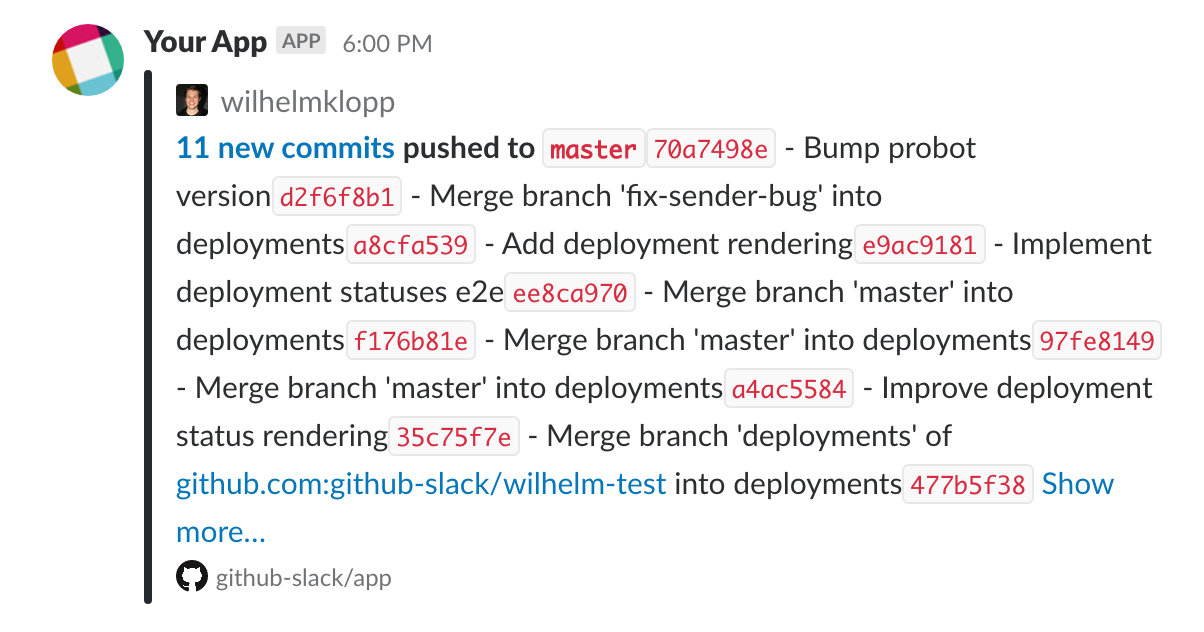 Your App APP 6:00 PM
wilhelmklopp
11 new commits pushed to master 70a7498e - Bump probot
version d2f6f8b1 - Merge branch 'fix-sender-bug' into
deployments a8cfa539 - Add deployment rendering e9ac9181 - Implement
deployment statuses e2e ee8ca970 - Merge branch 'master' into
deployments f176b81e - Merge branch 'master' into deployments 97fe8149
- Merge branch 'master' into deployments a4ac5584 - Improve deployment
status rendering 35c75f7e - Merge branch 'deployments' of
github.com:github-slack/wilhelm-test into deployments 477b5f38 Show
more...
github-slack/app